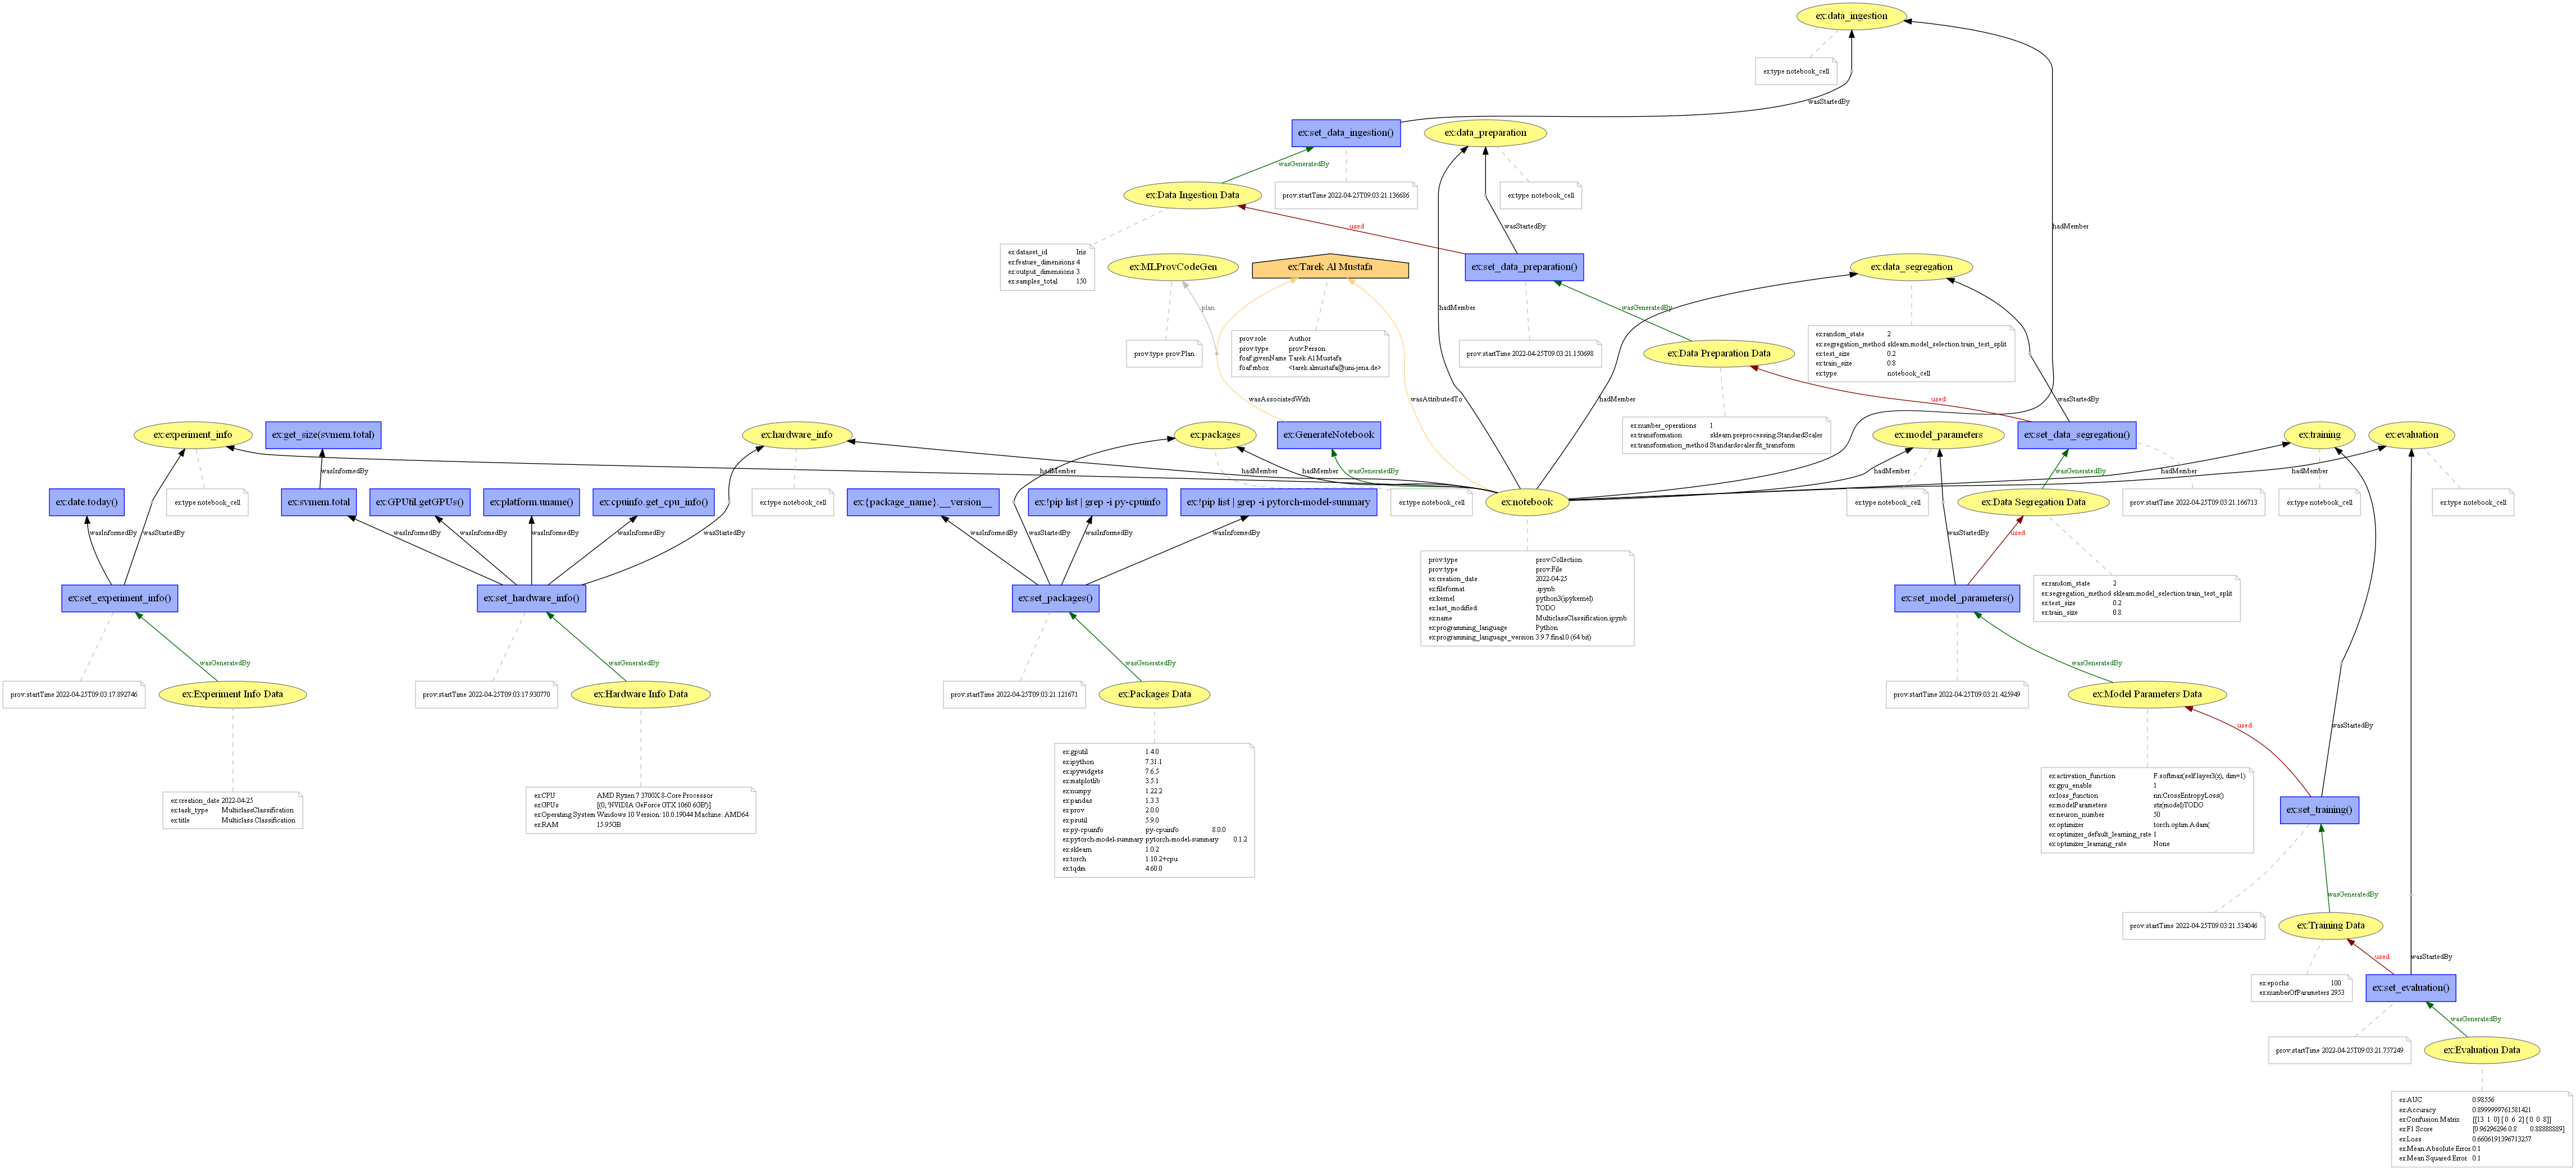 ex:data_ingestion
ex:type notebook_cell
wasStartedBy
ex:set_data_ingestion()
ex:data_preparation
wasGeneratedBy
ex:Data Ingestion Data
prov:startTime 2022-04-25T09:03:21.136686
ex:type notebook_cell
used
wasStartedBy
hadMember
ex:dataset_id Iris
ex:feature_dimensions 4
ex:output_dimensions 3
ex:samples_total 150
ex:MLProvCodeGen
ex:Tarek Al Mustafa
ex:set_data_preparation()
ex:data_segregation
plan
hadMember
wasGeneratedBy
prov:type prov:Plan
prov:role Author
prov:type prov:Person
foaf:givenName Tarek Al Mustafa
foaf:mbox <tarek.almustafa@uni-jena.de>
prov:startTime 2022-04-25T09:03:21.150698
ex:Data Preparation Data
ex:random_state 2
ex:segregation_method sklearn.model_selection.train_test_split
ex:test_size 0.2
ex:train_size 0.8
ex:type notebook_cell
wasAssociatedWith
wasAttributedTo
hadMember
used
wasStartedBy
ex:number_operations 1
ex:transformation sklearn.preprocessing.StandardScaler
ex:transformation_method Standardscaler.fit_transform
ex:experiment_info
ex:get_size(svmem.total)
ex:hardware_info
ex:packages
ex:GenerateNotebook
ex:model_parameters
ex:set_data_segregation()
ex:training
ex:evaluation
wasInformedBy
hadMember
hadMember
hadMember
wasGeneratedBy
hadMember
wasGeneratedBy
hadMember
hadMember
ex:date.today()
ex:type notebook_cell
ex:svmem.total
ex:GPUtil.getGPUs()
ex:platform.uname()
ex:cpuinfo.get_cpu_info()
ex:type notebook_cell
ex:{package_name}.__version__
ex:!pip list | grep -i py-cpuinfo
ex:!pip list | grep -i pytorch-model-summary
ex:type notebook_cell
ex:notebook
ex:type notebook_cell
ex:Data Segregation Data
prov:startTime 2022-04-25T09:03:21.166713
ex:type notebook_cell
ex:type notebook_cell
wasInformedBy
wasStartedBy
wasInformedBy
wasInformedBy
wasInformedBy
wasInformedBy
wasStartedBy
wasInformedBy
wasStartedBy
wasInformedBy
wasInformedBy
wasStartedBy
used
prov:type prov:Collection
prov:type prov:File
ex:creation_date 2022-04-25
ex:fileformat .ipynb
ex:kernel python3(ipykernel)
ex:last_modified TODO
ex:name MulticlassClassification.ipynb
ex:programming_language Python
ex:programming_language_version 3.9.7.final.0 (64 bit)
ex:set_experiment_info()
ex:set_hardware_info()
ex:set_packages()
ex:set_model_parameters()
ex:random_state 2
ex:segregation_method sklearn.model_selection.train_test_split
ex:test_size 0.2
ex:train_size 0.8
wasGeneratedBy
wasGeneratedBy
wasGeneratedBy
wasGeneratedBy
prov:startTime 2022-04-25T09:03:17.892746
ex:Experiment Info Data
prov:startTime 2022-04-25T09:03:17.930770
ex:Hardware Info Data
prov:startTime 2022-04-25T09:03:21.121671
ex:Packages Data
prov:startTime 2022-04-25T09:03:21.425949
ex:Model Parameters Data
used
wasStartedBy
ex:creation_date 2022-04-25
ex:task_type MulticlassClassification
ex:title Multiclass Classification
ex:CPU AMD Ryzen 7 3700X 8-Core Processor
ex:GPUs [(0, 'NVIDIA GeForce GTX 1060 6GB')]
ex:Operating System Windows 10 Version: 10.0.19044 Machine: AMD64
ex:RAM 15.95GB
ex:gputil 1.4.0
ex:ipython 7.31.1
ex:ipywidgets 7.6.5
ex:matplotlib 3.5.1
ex:numpy 1.22.2
ex:pandas 1.3.3
ex:prov 2.0.0
ex:psutil 5.9.0
ex:py-cpuinfo py-cpuinfo 8.0.0
ex:pytorch-model-summary pytorch-model-summary 0.1.2
ex:sklearn 1.0.2
ex:torch 1.10.2+cpu
ex:tqdm 4.60.0
ex:activation_function F.softmax(self.layer3(x), dim=1)
ex:gpu_enable 1
ex:loss_function nn.CrossEntropyLoss()
ex:modelParameters str(model)TODO
ex:neuron_number 50
ex:optimizer torch.optim.Adam(
ex:optimizer_default_learning_rate 1
ex:optimizer_learning_rate None
ex:set_training()
wasGeneratedBy
prov:startTime 2022-04-25T09:03:21.534046
ex:Training Data
used
wasStartedBy
ex:epochs 100
ex:numberOfParameters 2953
ex:set_evaluation()
wasGeneratedBy
prov:startTime 2022-04-25T09:03:21.757249
ex:Evaluation Data
ex:AUC 0.98556
ex:Accuracy 0.8999999761581421
ex:Confusion Matrix [[13 1 0] [ 0 6 2] [ 0 0 8]]
ex:F1 Score [0.96296296 0.8 0.88888889]
ex:Loss 0.6606191396713257
ex:Mean Absolute Error 0.1
ex:Mean Squared Error 0.1